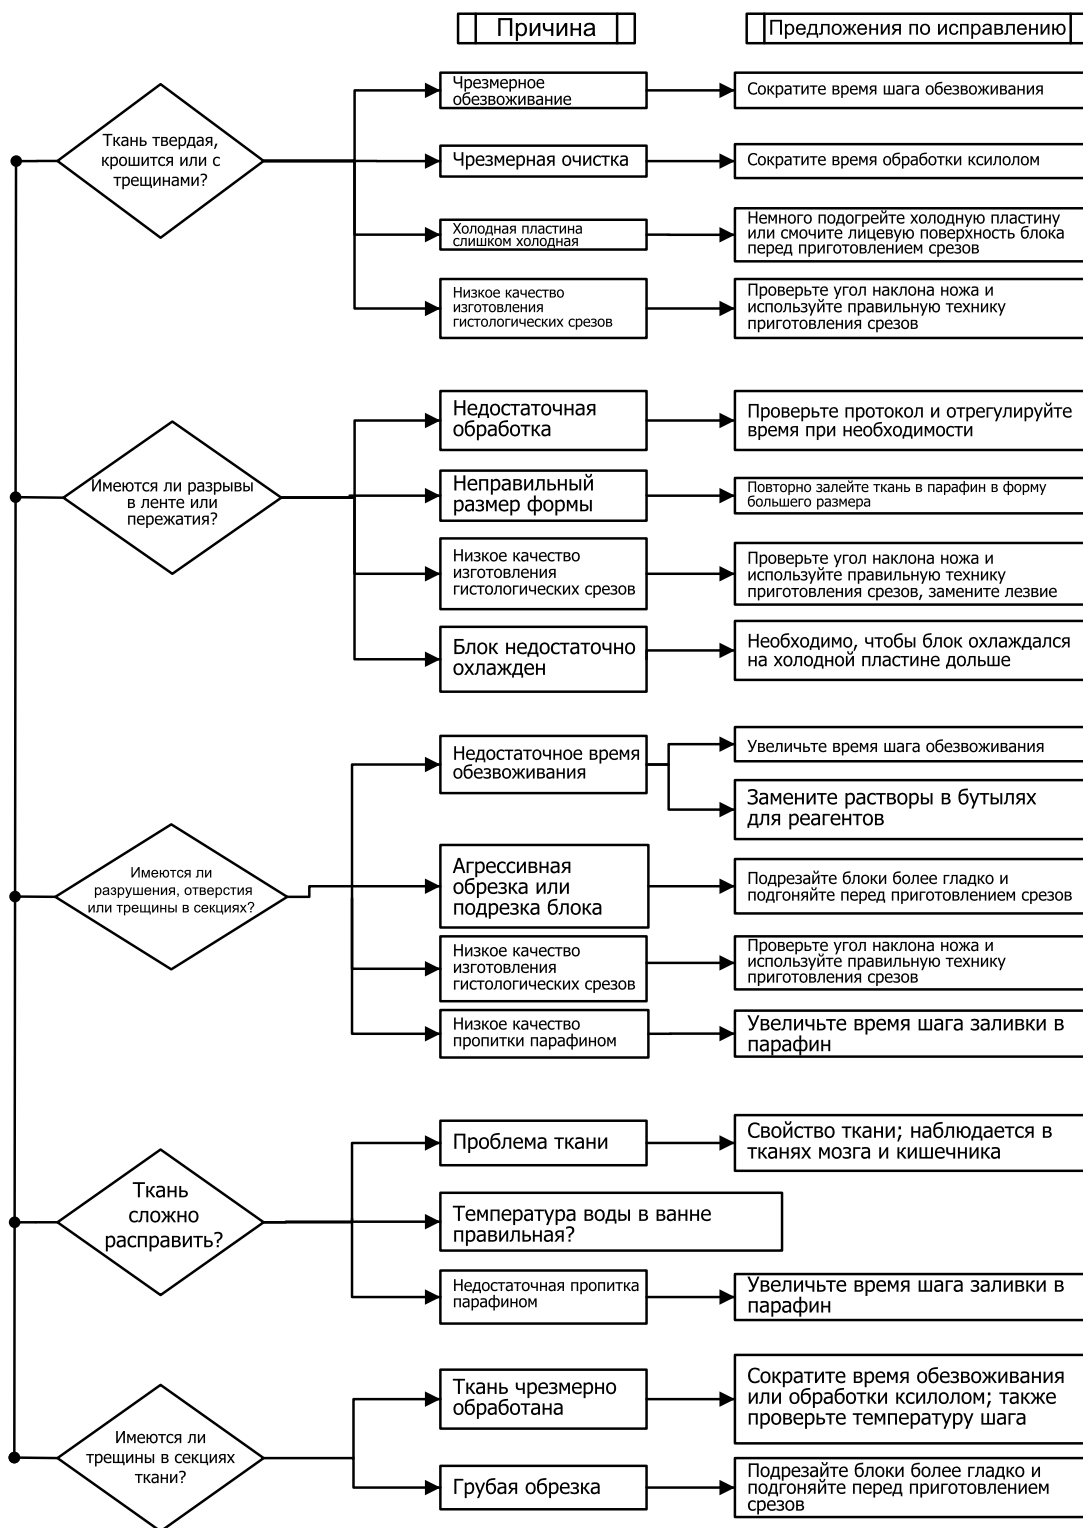 Причина
Предложения по исправлению
Ткань твердая,
крошится или с
трещинами?
Чрезмерное
обезвоживание
Сократите время шага обезвоживания
Чрезмерная очистка
Сократите время обработки ксилолом
Холодная пластина
слишком холодная
Немного подогрейте холодную пластину
или смочите лицевую поверхность блока
перед приготовлением срезов
Низкое качество
изготовления
гистологических срезов
Проверьте угол наклона ножа и
используйте правильную технику
приготовления срезов
Имеются ли разрывы
в ленте или
пережатия?
Недостаточная
обработка
Проверьте протокол и отрегулируйте
время при необходимости
Неправильный
размер формы
Повторно залейте ткань в парафин в форму
большего размера
Низкое качество
изготовления
гистологических срезов
Проверьте угол наклона ножа и
используйте правильную технику
приготовления срезов, замените лезвие
Блок недостаточно
охлажден
Необходимо, чтобы блок охлаждался
на холодной пластине дольше
Имеются ли
разрушения, отверстия
или трещины в секциях?
Недостаточное время
обезвоживания
Увеличьте время шага обезвоживания
Замените растворы в бутылях
для реагентов
Агрессивная
обрезка или
подрезка блока
Подрезайте блоки более гладко и
подгоняйте перед приготовлением срезов
Низкое качество
изготовления
гистологических срезов
Проверьте угол наклона ножа и
используйте правильную технику
приготовления срезов
Низкое качество
пропитки парафином
Увеличьте время шага заливки в
парафин
Ткань
сложно
расправить?
Проблема ткани
Свойство ткани; наблюдается в
тканях мозга и кишечника
Температура воды в ванне
правильная?
Недостаточная пропитка
парафином
Увеличьте время шага заливки в
парафин
Имеются ли
трещины в секциях
ткани?
Ткань чрезмерно
обработана
Сократите время обезвоживания
или обработки ксилолом; также
проверьте температуру шага
Грубая обрезка
Подрезайте блоки более гладко и
подгоняйте перед приготовлением
срезов